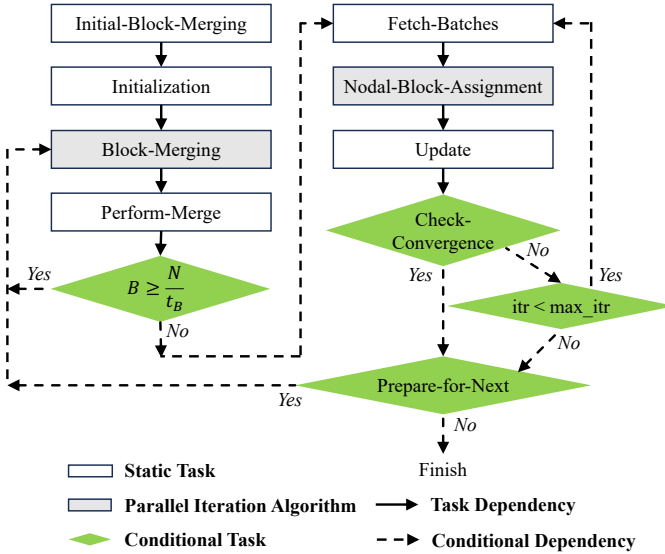 Initial-Block-Merging
Initialization
Block-Merging
Perform-Merge
Yes
B ≥ N/t_B
No
Fetch-Batches
Nodal-Block-Assignment
Update
Check-
Convergence
No
Yes
Yes
itr < max_itr
No
Prepare-for-Next
Yes
No
Finish
Static Task
Parallel Iteration Algorithm
Task Dependency
Conditional Task
Conditional Dependency